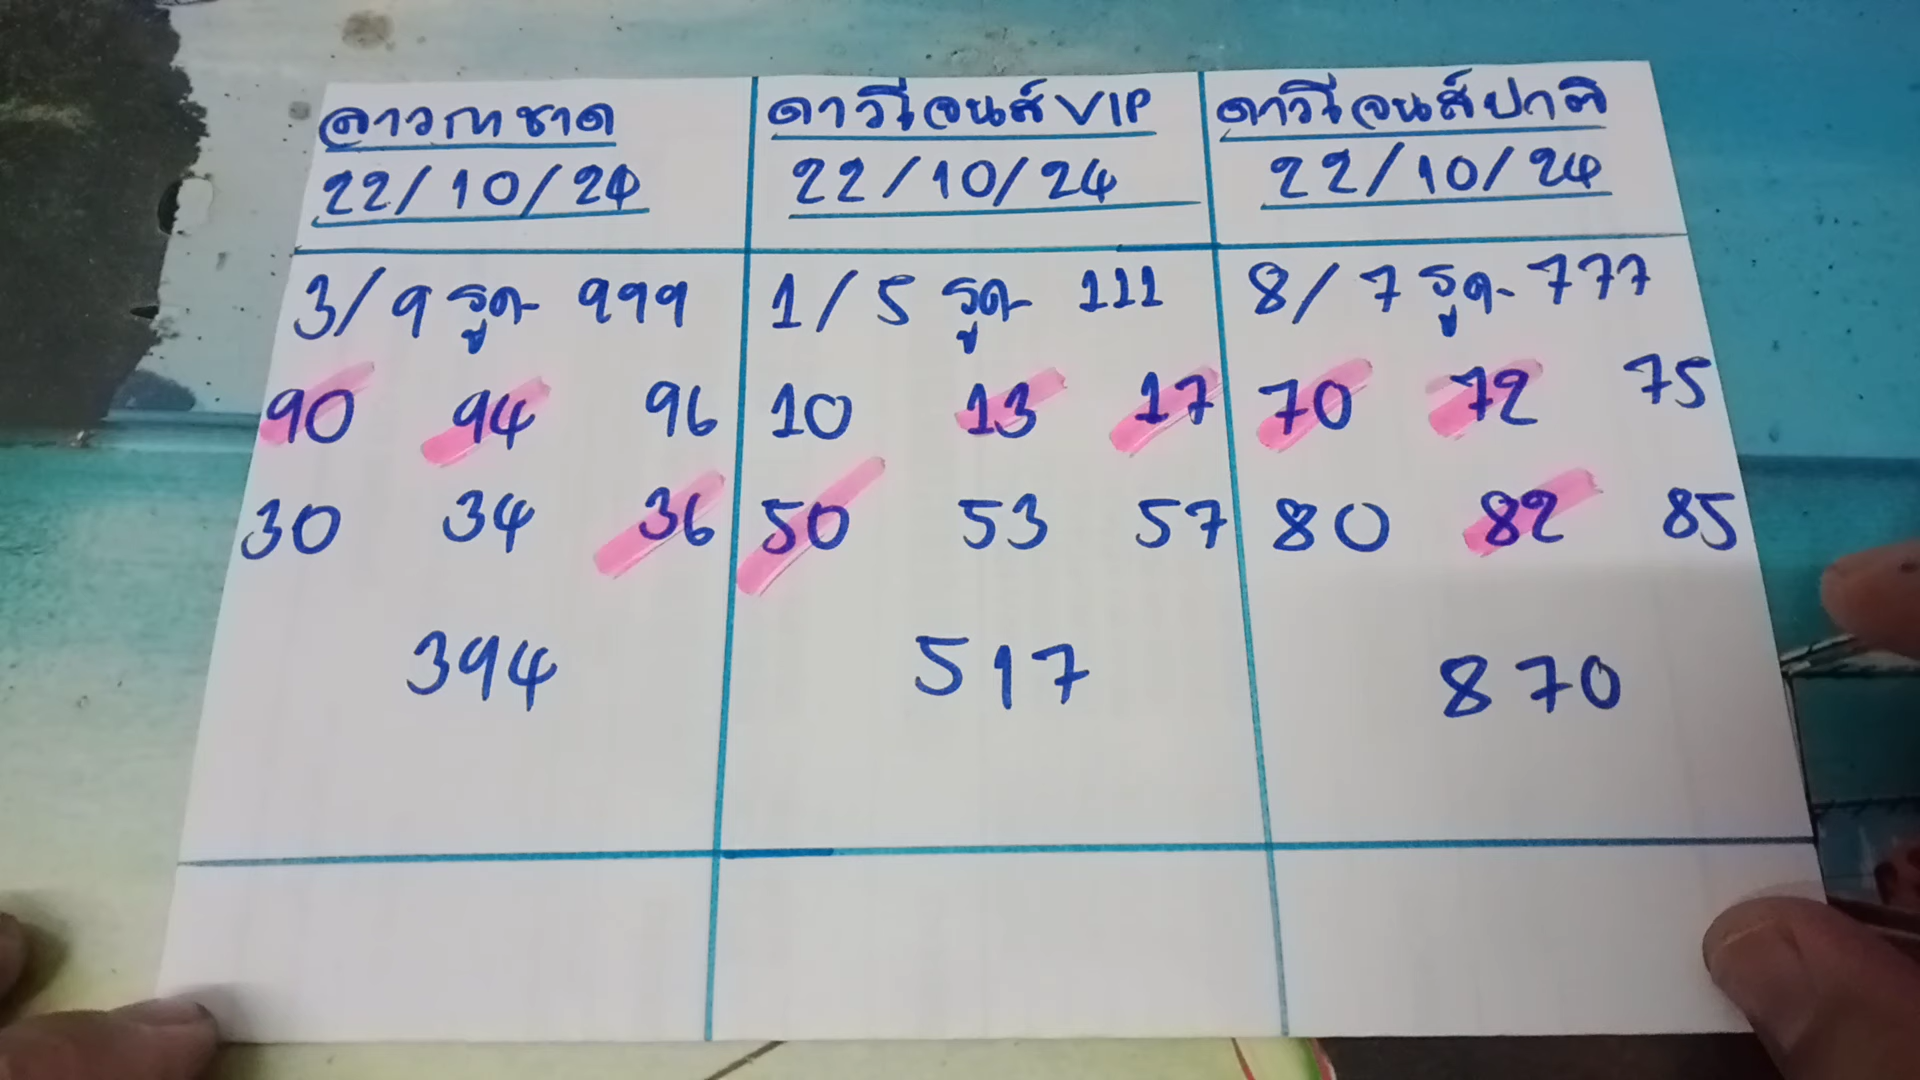 ลาวกาชาด
22/10/24
3/9 รูด- 999
90 94 96
30 34 36
394
ดาวโจนส์ VIP
22/10/24
1/5 รูด- 111
10 13 17
50 53 57
517
ดาวโจนส์ปกติ
22/10/24
8/7 รูด- 777
70 72 75
80 82 85
870